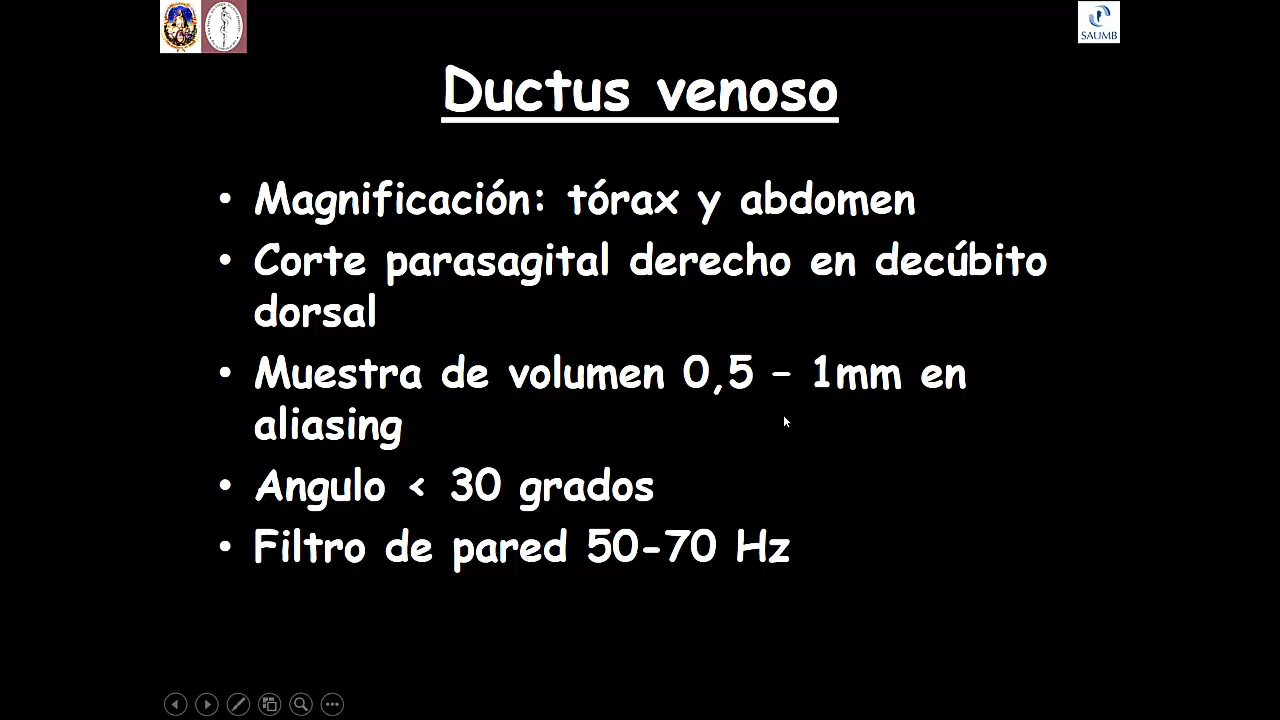 SAUMB
Ductus venoso
• Magnificación: tórax y abdomen
• Corte parasagital derecho en decúbito
dorsal
• Muestra de volumen 0,5 – 1mm en
aliasing
• Angulo < 30 grados
• Filtro de pared 50-70 Hz